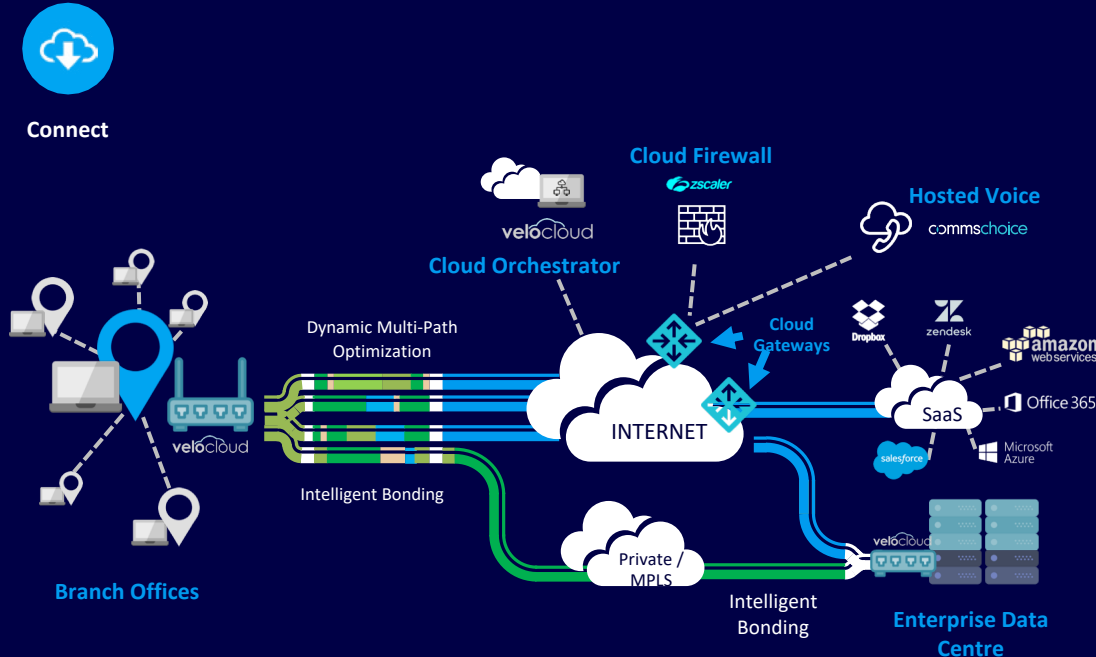 Connect
Cloud Firewall
zscaler
Hosted Voice
commschoice
velocloud
Cloud Orchestrator
Dynamic Multi-Path
Optimization
Cloud
Gateways
Dropbox
zendesk
amazon
webservices
SaaS
Office 365
INTERNET
salesforce
Microsoft
Azure
velocloud
Intelligent Bonding
velocloud
Private /
MPLS
Branch Offices
Intelligent
Bonding
Enterprise Data
Centre